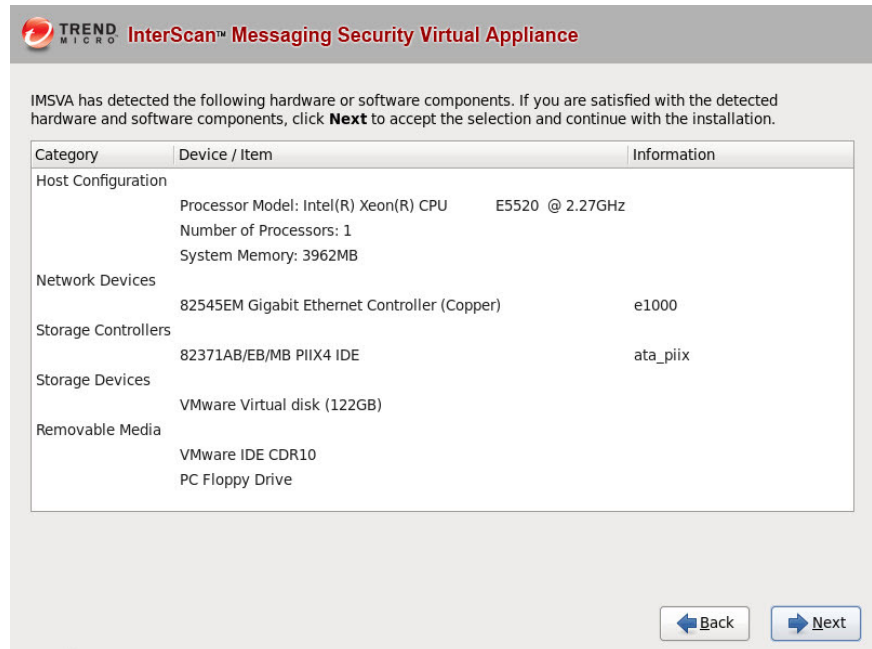 TREND MICRO InterScan™ Messaging Security Virtual Appliance
IMSVA has detected the following hardware or software components. If you are satisfied with the detected
hardware and software components, click Next to accept the selection and continue with the installation.
Category Device / Item Information
Host Configuration
Processor Model: Intel(R) Xeon(R) CPU E5520 @ 2.27GHz
Number of Processors: 1
System Memory: 3962MB
Network Devices
82545EM Gigabit Ethernet Controller (Copper) e1000
Storage Controllers
82371AB/EB/MB PIIX4 IDE ata_piix
Storage Devices
VMware Virtual disk (122GB)
Removable Media
VMware IDE CDR10
PC Floppy Drive
Back Next